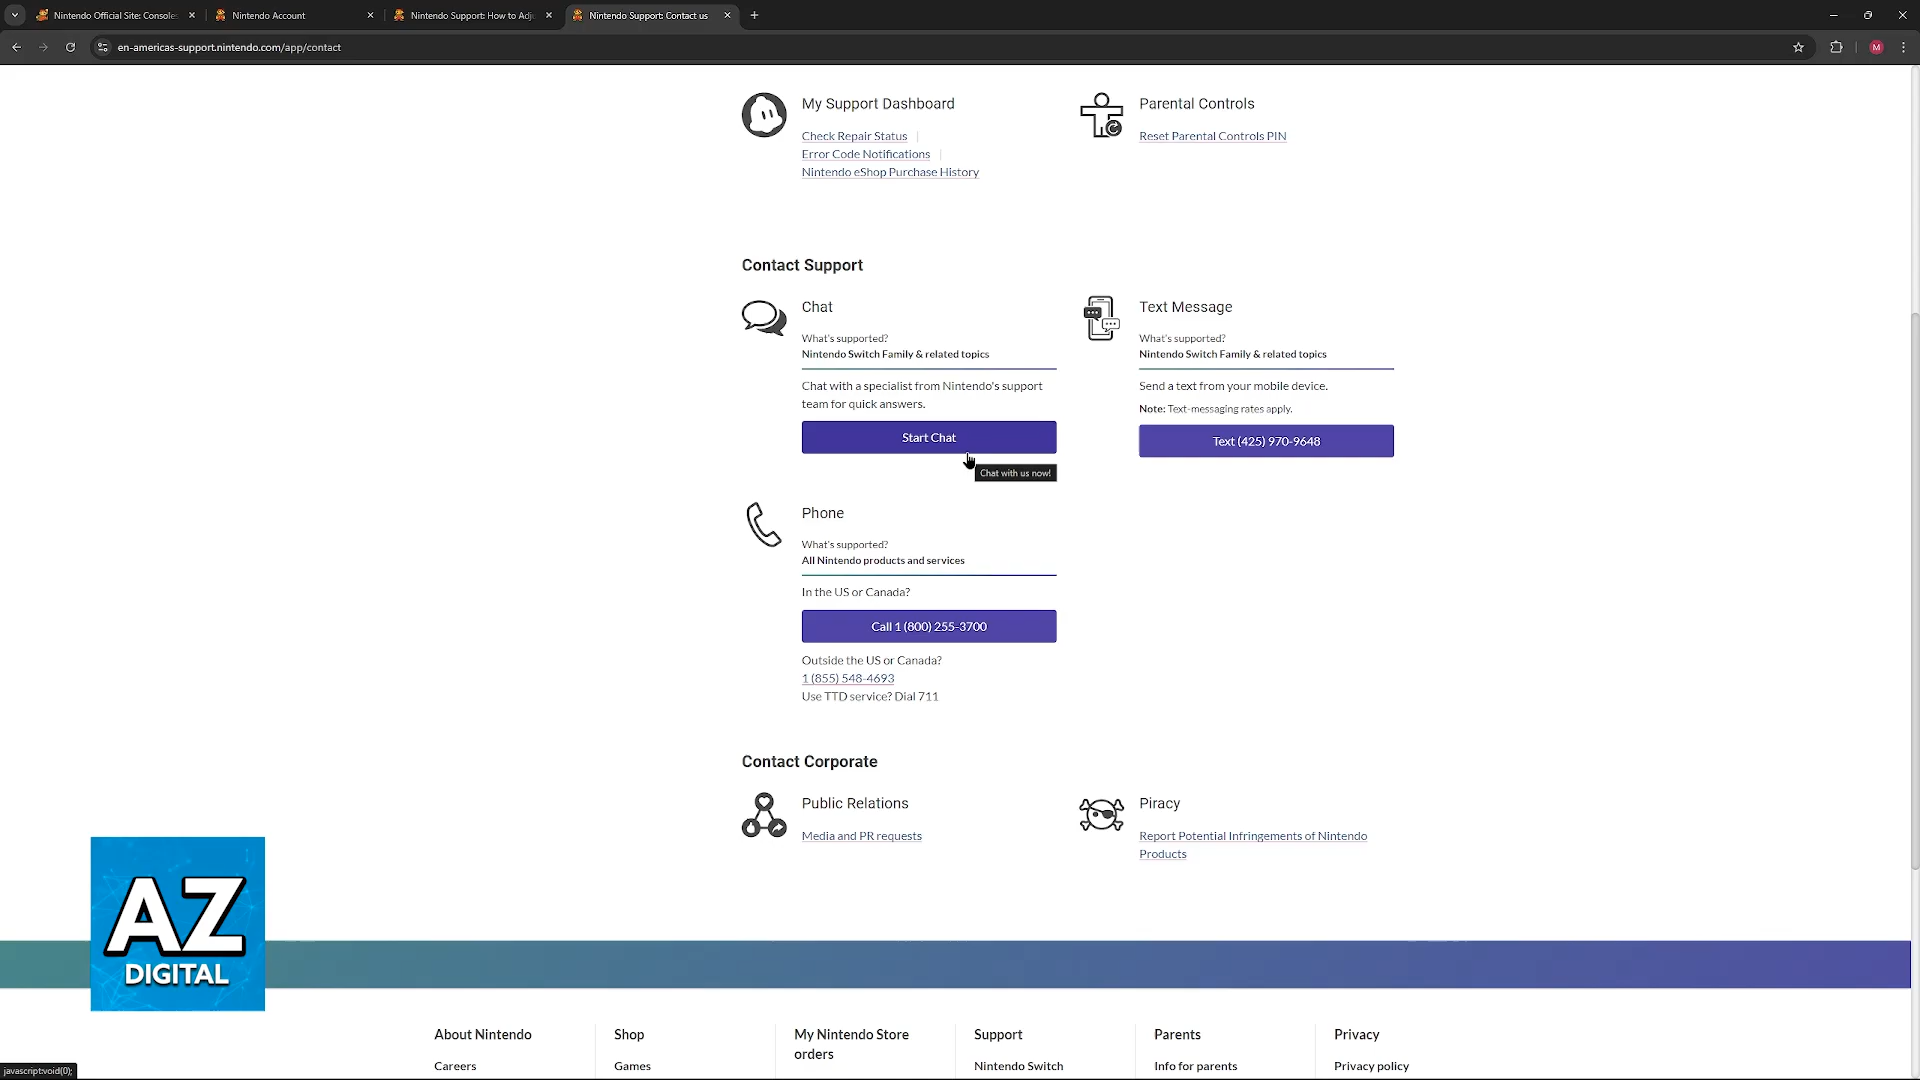 Nintendo Official Site: Consoles
Nintendo Account
Nintendo Support: How to Adj
Nintendo Support: Contact us
en-americas-support.nintendo.com/app/contact
M
My Support Dashboard
Check Repair Status
Error Code Notifications
Nintendo eShop Purchase History
Parental Controls
Reset Parental Controls PIN
Contact Support
Chat
What's supported?
Nintendo Switch Family & related topics
Chat with a specialist from Nintendo's support
team for quick answers.
Start Chat
Chat with us now!
Text Message
What's supported?
Nintendo Switch Family & related topics
Send a text from your mobile device.
Note: Text-messaging rates apply.
Text (425) 970-9648
Phone
What's supported?
All Nintendo products and services
In the US or Canada?
Call 1 (800) 255-3700
Outside the US or Canada?
1 (855) 548-4693
Use TTD service? Dial 711
Contact Corporate
Public Relations
Media and PR requests
Piracy
Report Potential Infringements of Nintendo
Products
AZ
DIGITAL
About Nintendo
Careers
Shop
Games
My Nintendo Store
orders
Support
Nintendo Switch
Parents
Info for parents
Privacy
Privacy policy
javascript:void(0);